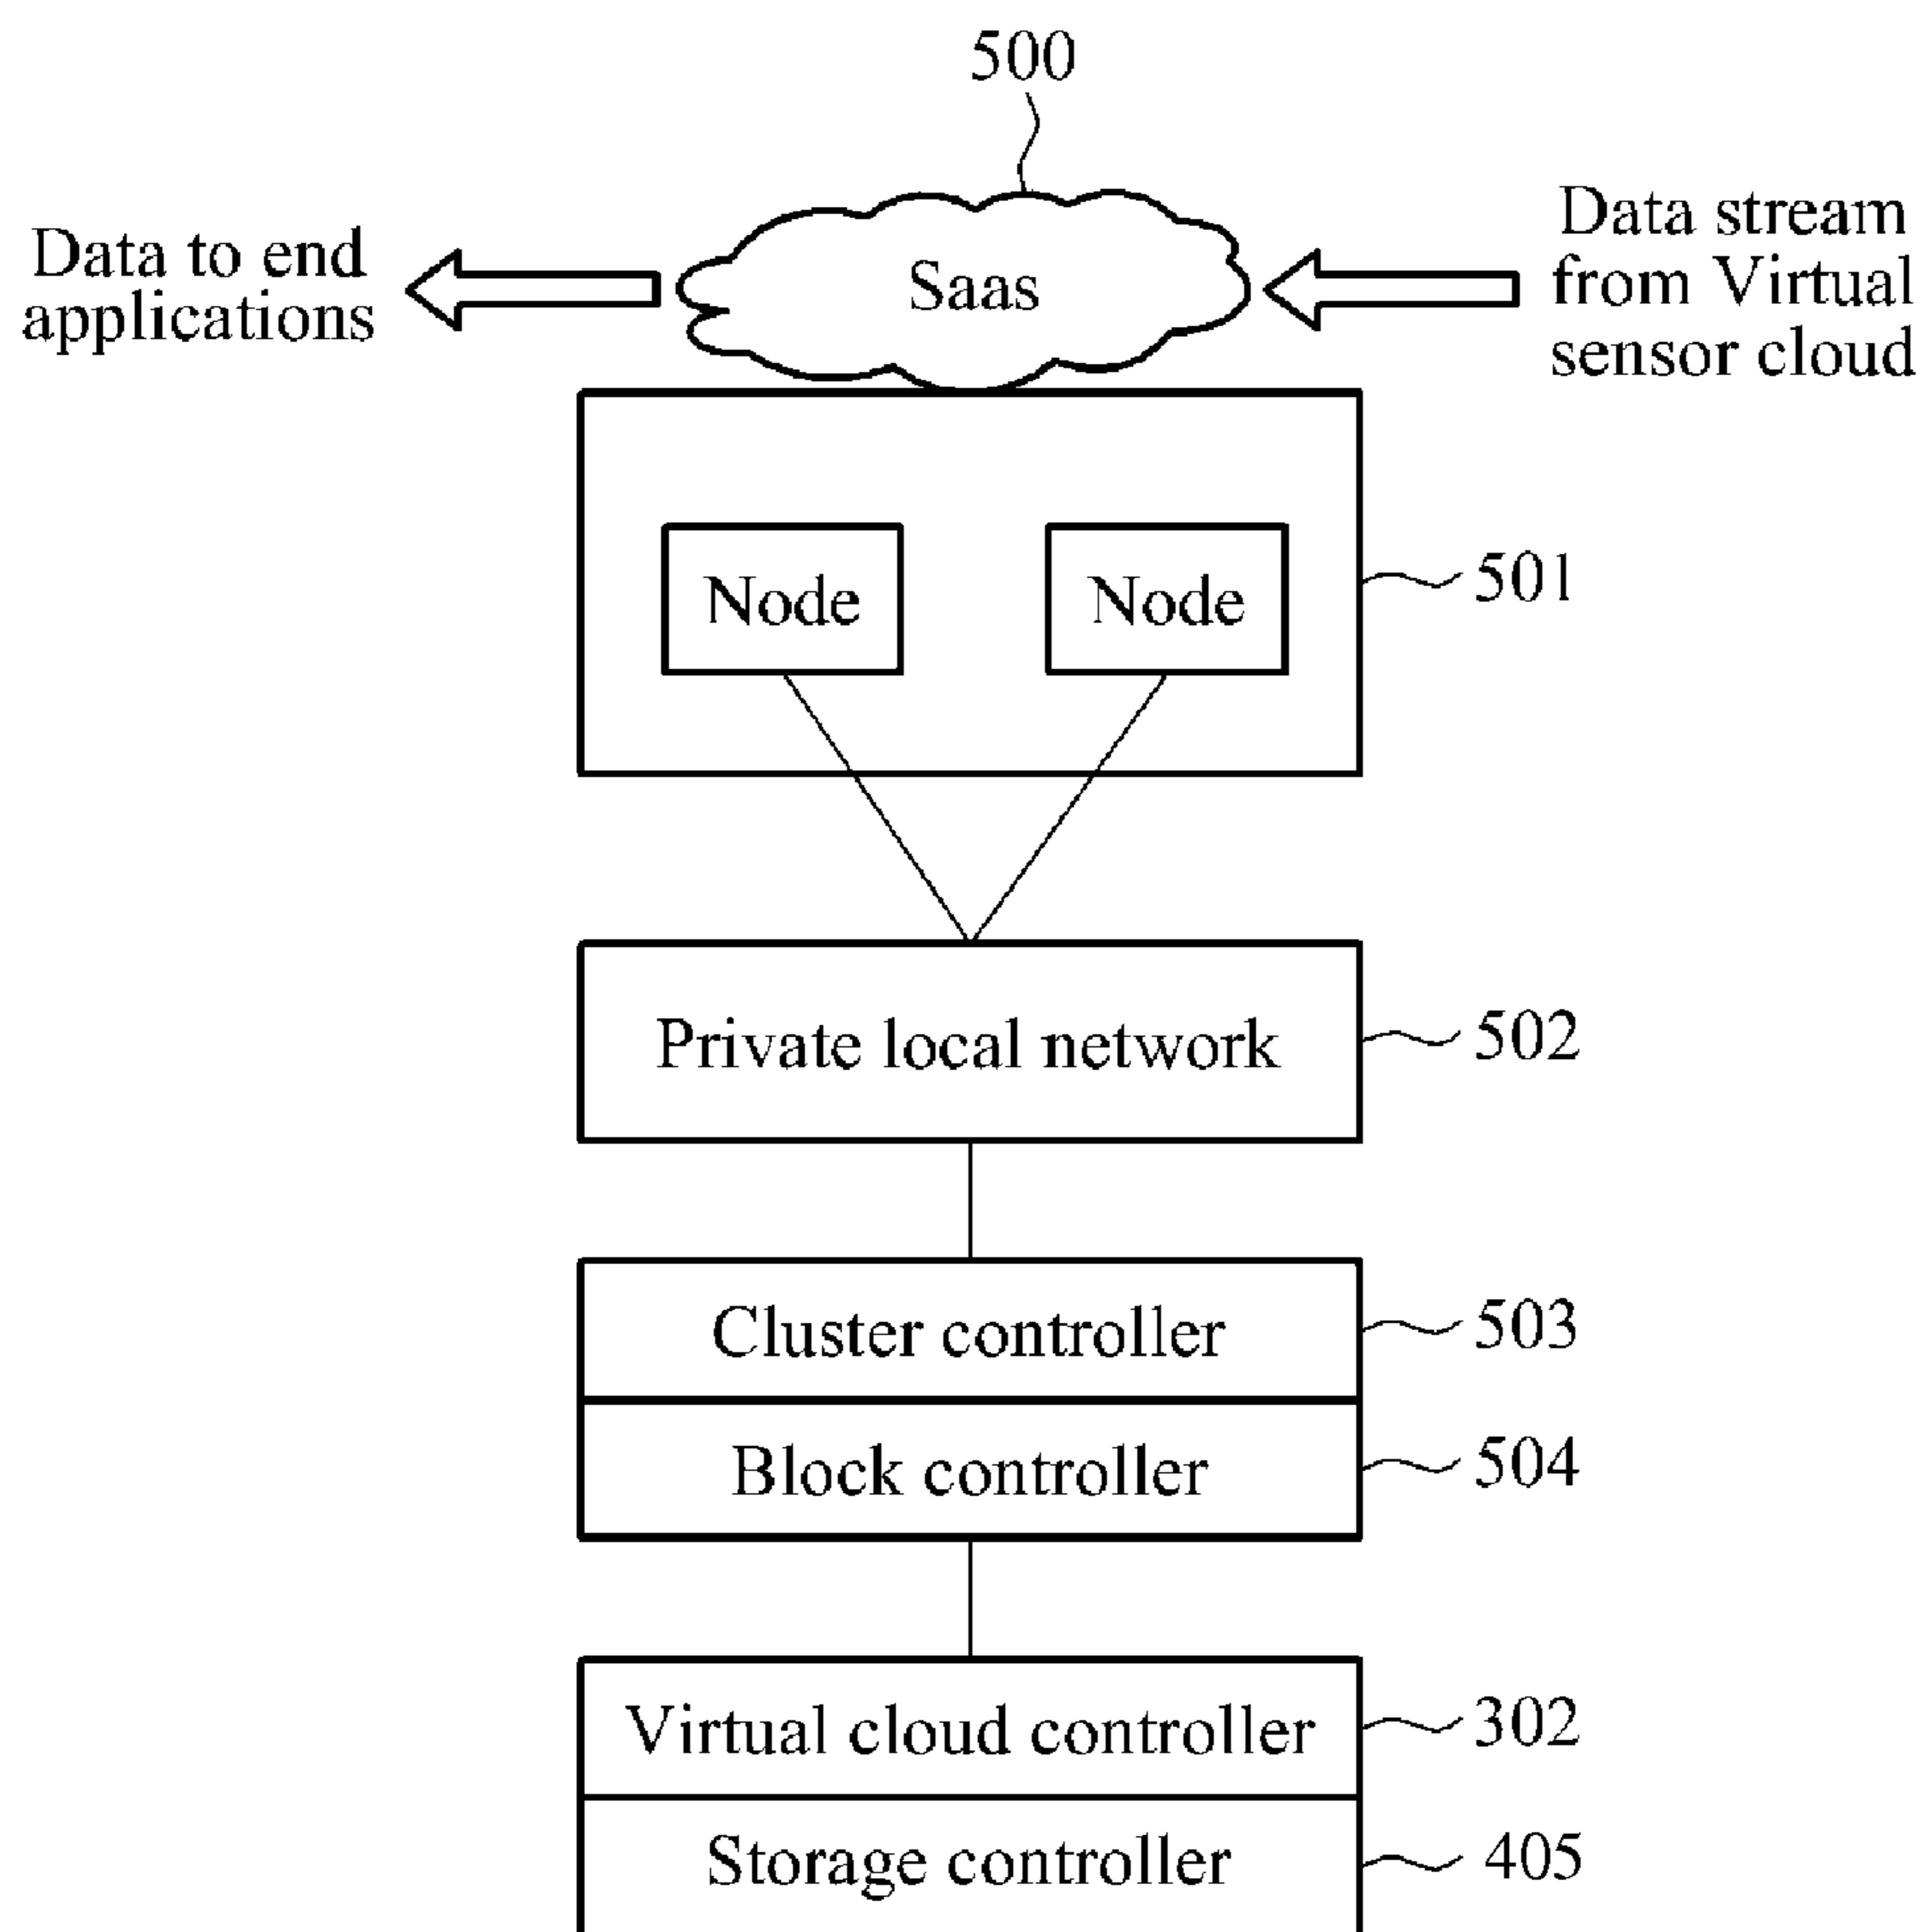 500
Data to end
applications
Saas
Data stream
from Virtual
sensor cloud
Node
Node
501
Private local network
502
Cluster controller
503
Block controller
504
Virtual cloud controller
302
Storage controller
405